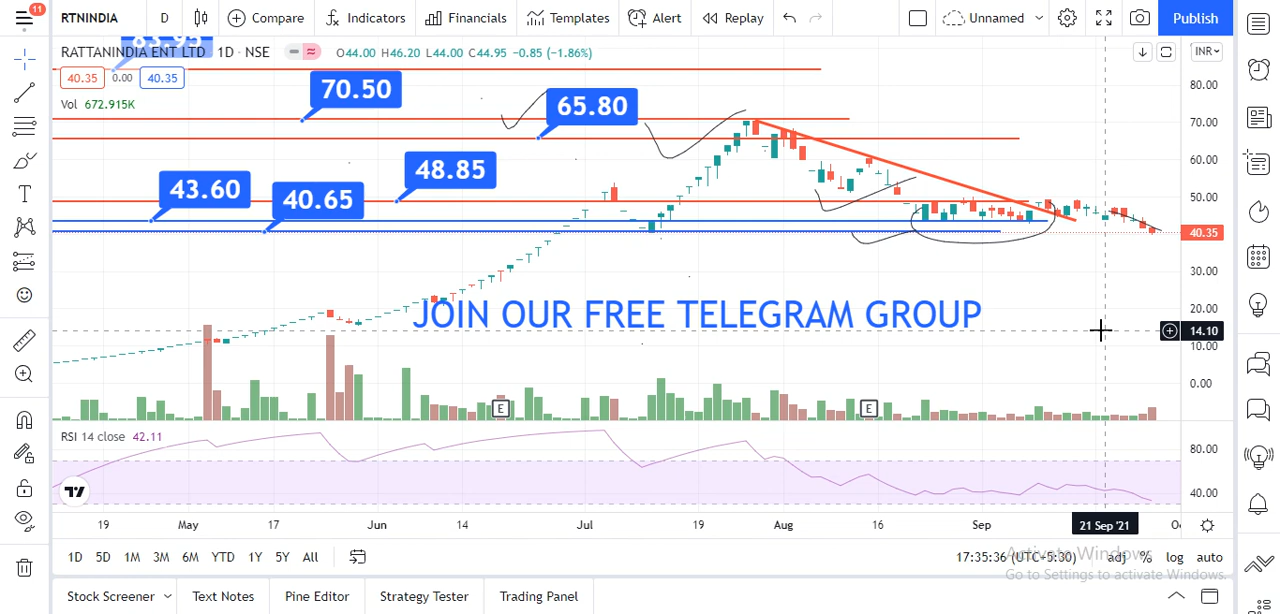 11
RTNINDIA
D
Compare
Indicators
Financials
Templates
Alert
Replay
Unnamed
Publish
83.95
RATTANINDIA ENT LTD 1D NSE
O44.00 H46.20 L44.00 C44.95 −0.85 (−1.86%)
INR
40.35 0.00 40.35
Vol 672.915K
80.00
70.50
65.80
70.00
60.00
48.85
43.60
40.65
50.00
40.35
30.00
JOIN OUR FREE TELEGRAM GROUP
20.00
14.10
10.00
0.00
E
E
RSI 14 close 42.11
80.00
40.00
19 May 17 Jun 14 Jul 19 Aug 16 Sep 21 Sep '21
1D 5D 1M 3M 6M YTD 1Y 5Y All
17:35:36 (UTC+5:30) adj % log auto
Activate Windows
Go to Settings to activate Windows.
Stock Screener
Text Notes
Pine Editor
Strategy Tester
Trading Panel